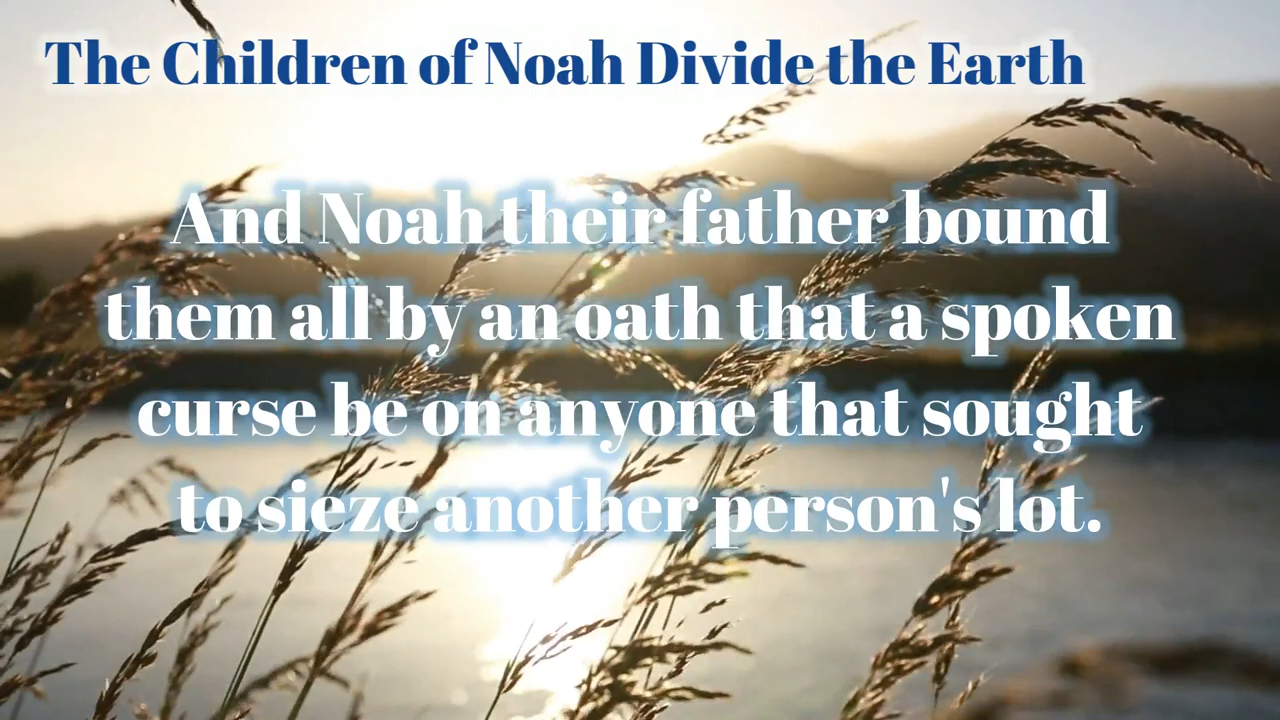 The Children of Noah Divide the Earth
And Noah their father bound
them all by an oath that a spoken
curse be on anyone that sought
to sieze another person's lot.